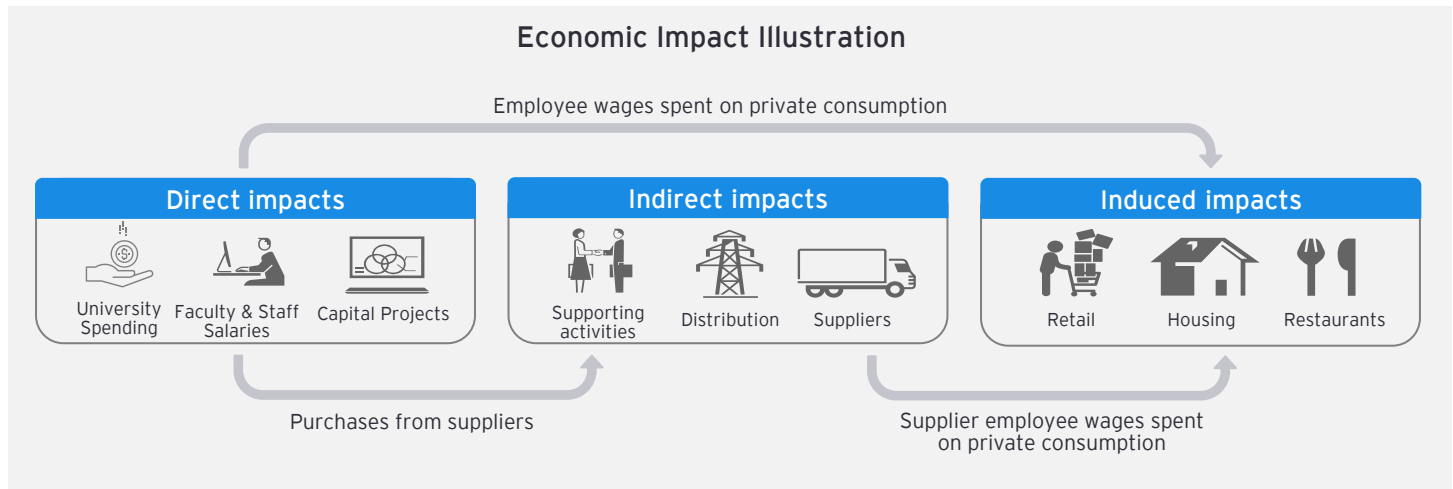 Economic Impact Illustration
Employee wages spent on private consumption
Direct impacts
University
Spending
Faculty & Staff
Salaries
Capital Projects
Indirect impacts
Supporting
activities
Distribution
Suppliers
Induced impacts
Retail
Housing
Restaurants
Purchases from suppliers
Supplier employee wages spent
on private consumption